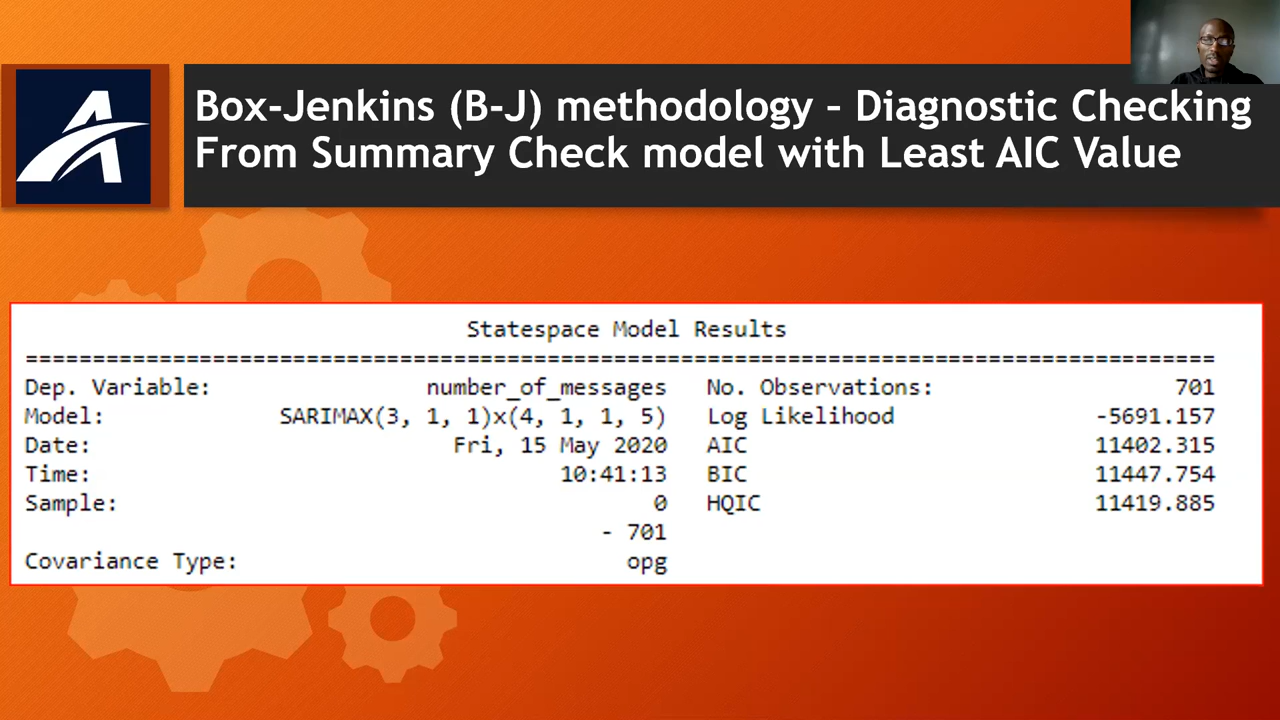 Box-Jenkins (B-J) methodology – Diagnostic Checking
From Summary Check model with Least AIC Value
Statespace Model Results
==========================================================================================
Dep. Variable: number_of_messages No. Observations: 701
Model: SARIMAX(3, 1, 1)x(4, 1, 1, 5) Log Likelihood -5691.157
Date: Fri, 15 May 2020 AIC 11402.315
Time: 10:41:13 BIC 11447.754
Sample: 0 HQIC 11419.885
- 701
Covariance Type: opg